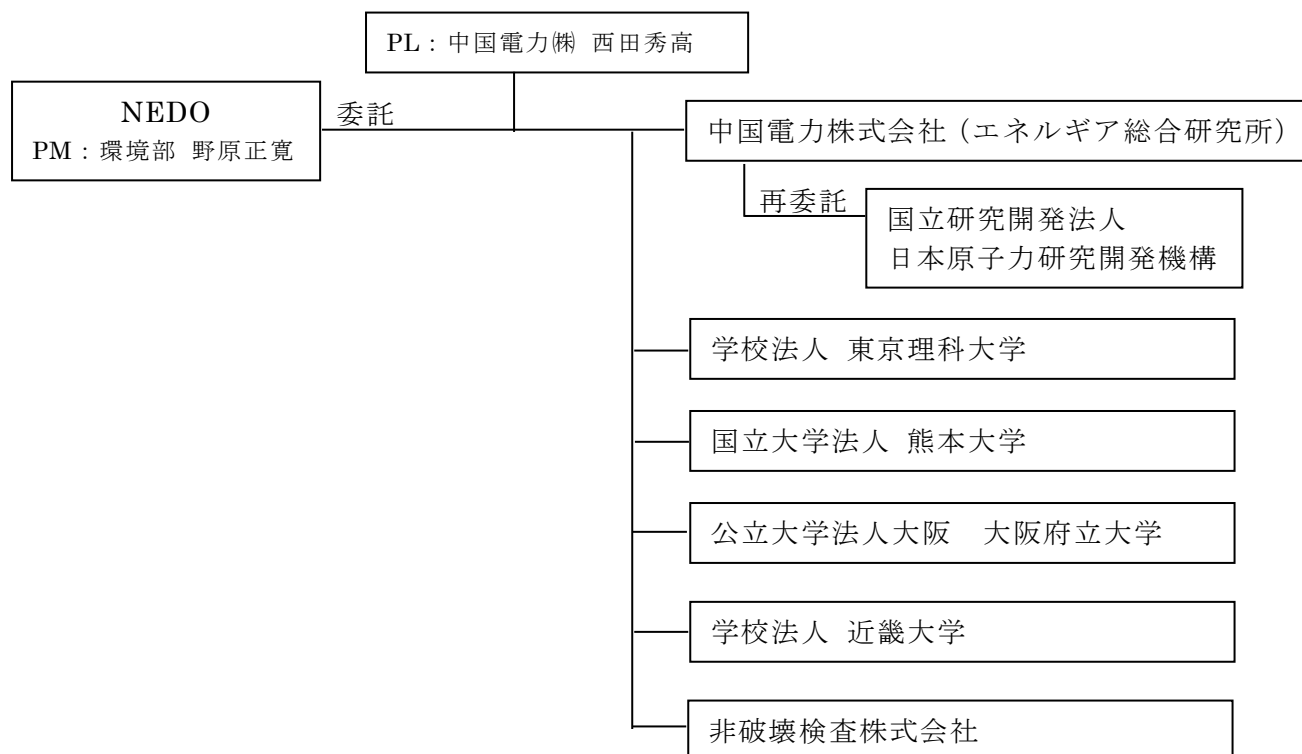 PL：中国電力㈱ 西田秀高
NEDO
PM：環境部 野原正寛
委託
中国電力株式会社（エネルギア総合研究所）
再委託
国立研究開発法人
日本原子力研究開発機構
学校法人 東京理科大学
国立大学法人 熊本大学
公立大学法人大阪　大阪府立大学
学校法人 近畿大学
非破壊検査株式会社